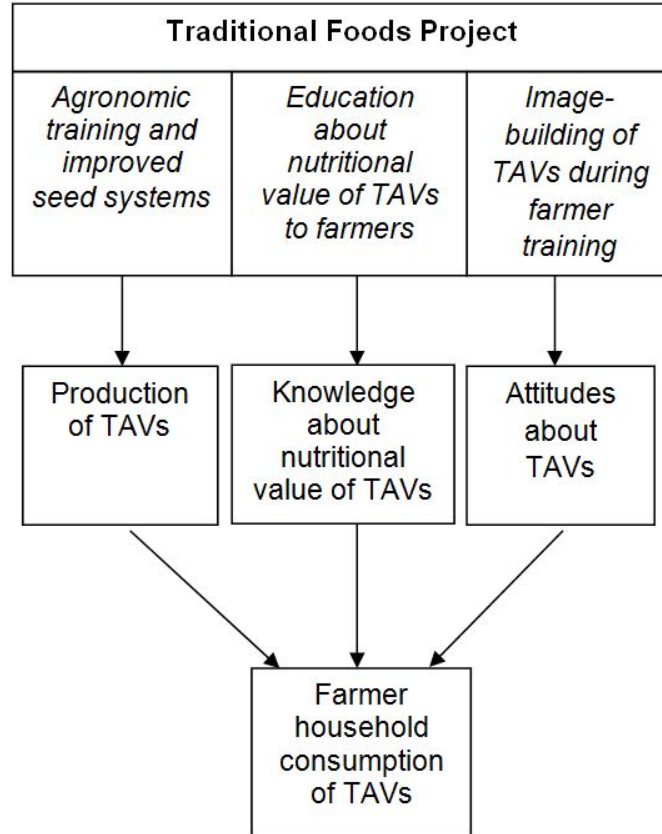 Traditional Foods Project
Agronomic
training and
improved
seed systems
Education
about
nutritional
value of TAVs
to farmers
Image-
building of
TAVs during
farmer
training
Production
of TAVs
Knowledge
about
nutritional
value of TAVs
Attitudes
about
TAVs
Farmer
household
consumption
of TAVs